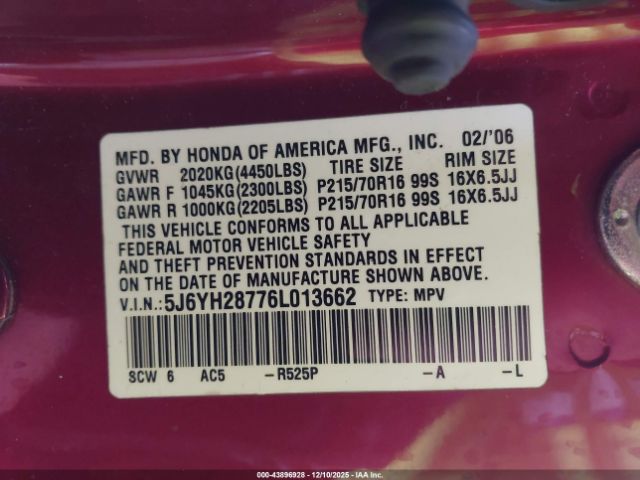 MFD. BY HONDA OF AMERICA MFG., INC. 02/'06
GVWR 2020KG(4450LBS) TIRE SIZE RIM SIZE
GAWR F 1045KG(2300LBS) P215/70R16 99S 16X6.5JJ
GAWR R 1000KG(2205LBS) P215/70R16 99S 16X6.5JJ
THIS VEHICLE CONFORMS TO ALL APPLICABLE
FEDERAL MOTOR VEHICLE SAFETY
AND THEFT PREVENTION STANDARDS IN EFFECT
ON THE DATE OF MANUFACTURE SHOWN ABOVE.
V.I.N.: 5J6YH28776L013662 TYPE: MPV
SCW 6 AC5 -R525P -A -L
000-43896928 - 12/10/2025 - IAA Inc.